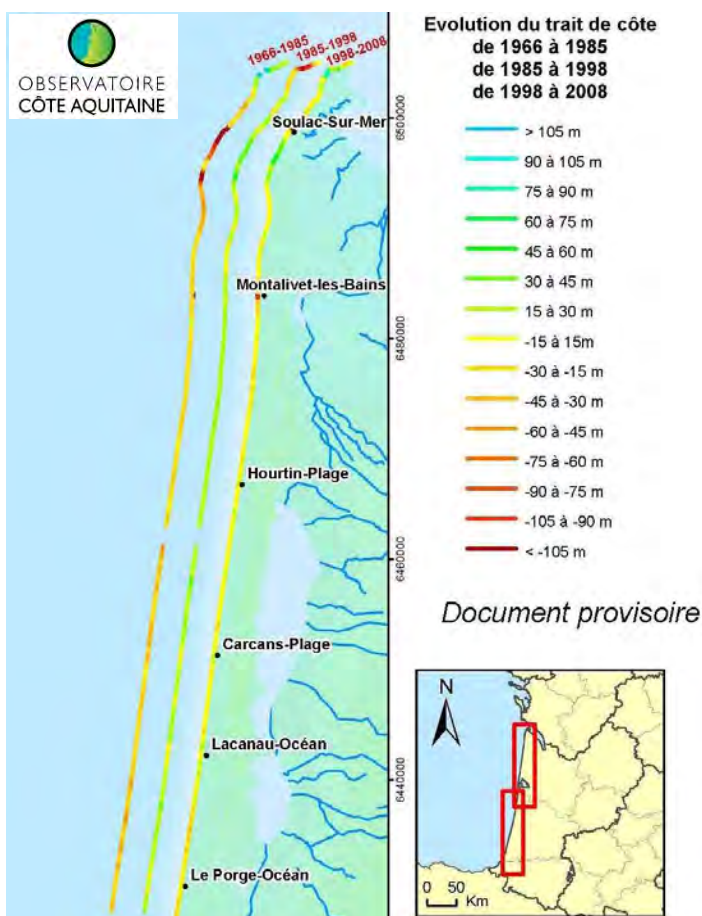 OBSERVATOIRE
CÔTE AQUITAINE
1966-1985
1985-1998
1998-2008
Soulac-Sur-Mer
Montalivet-les-Bains
Hourtin-Plage
Carcans-Plage
Lacanau-Océan
Le Porge-Océan
6500000
6480000
6460000
6440000
Evolution du trait de côte
de 1966 à 1985
de 1985 à 1998
de 1998 à 2008
> 105 m
90 à 105 m
75 à 90 m
60 à 75 m
45 à 60 m
30 à 45 m
15 à 30 m
-15 à 15m
-30 à -15 m
-45 à -30 m
-60 à -45 m
-75 à -60 m
-90 à -75 m
-105 à -90 m
< -105 m
Document provisoire
N
0 50
Km